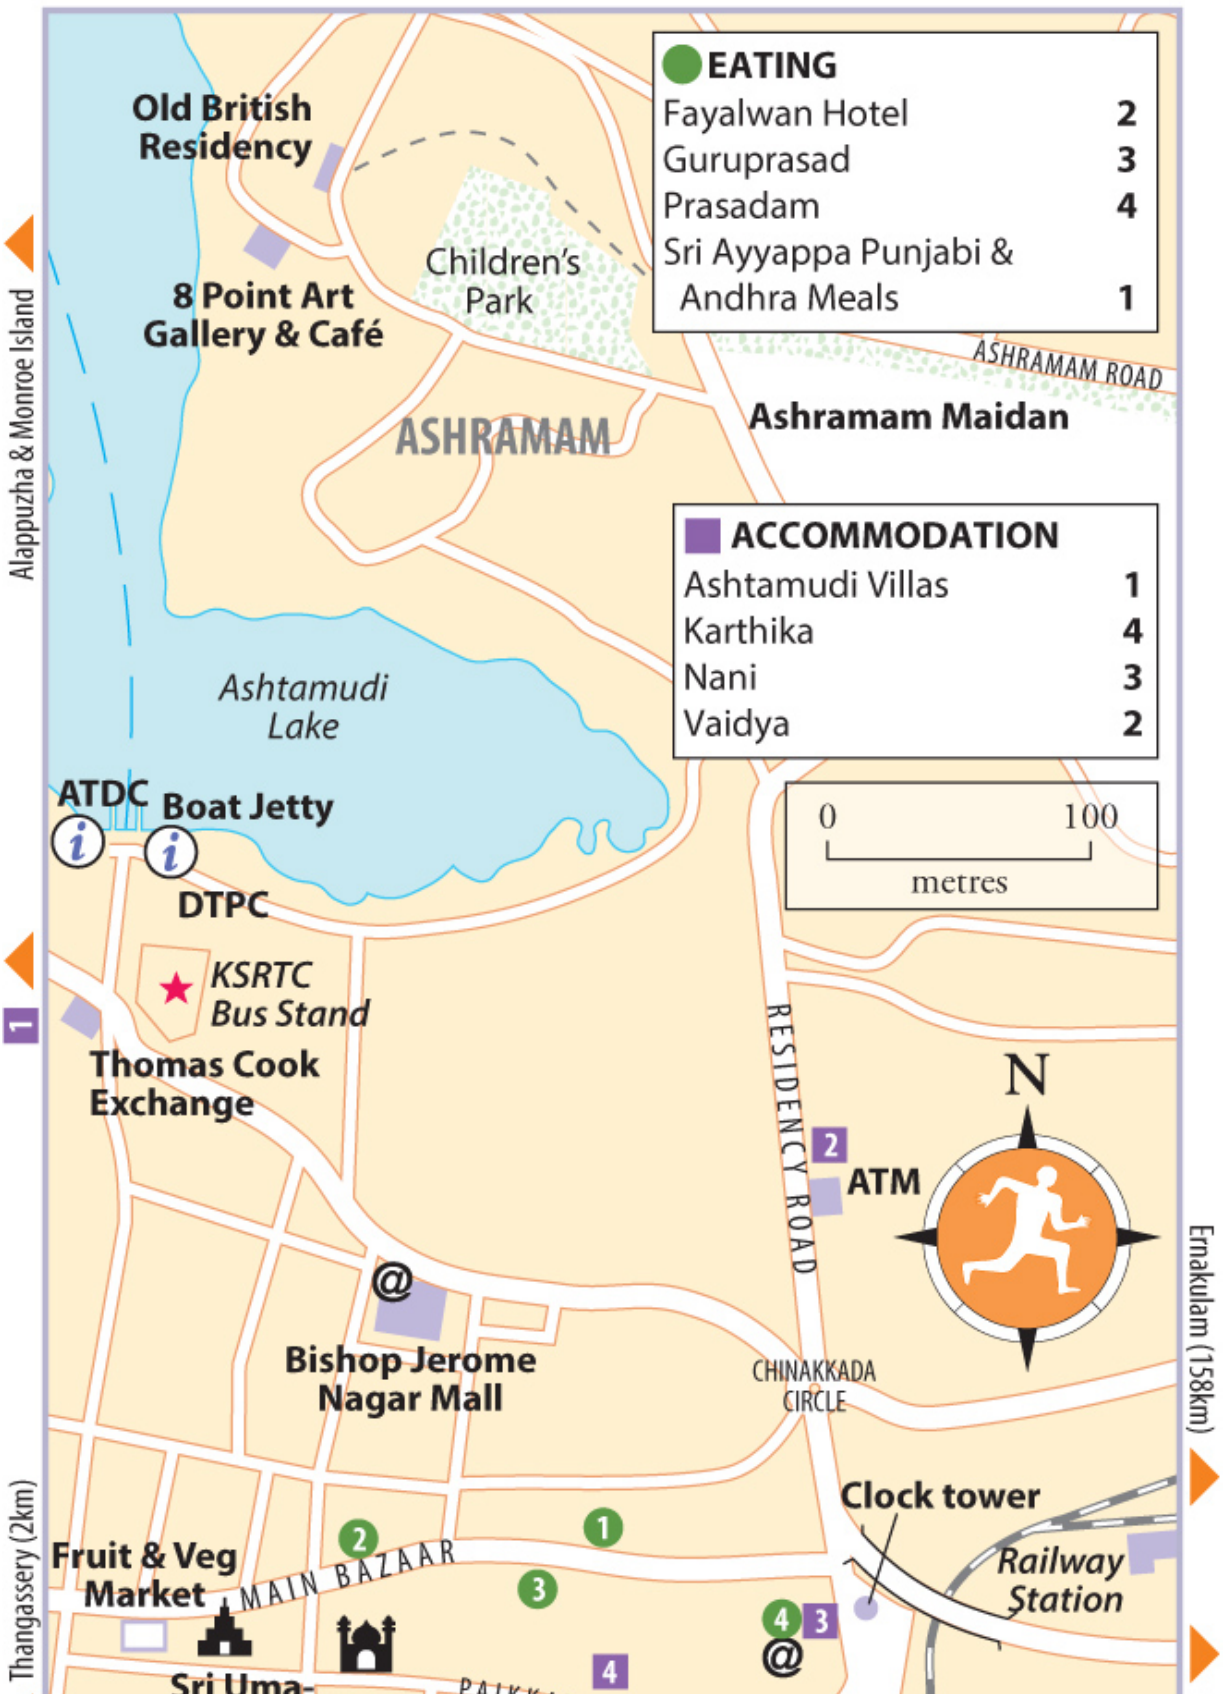 EATING
Fayalwan Hotel 2
Guruprasad 3
Prasadam 4
Sri Ayyappa Punjabi &
Andhra Meals 1
Old British
Residency
8 Point Art
Gallery & Café
Children's
Park
ASHRAMAM ROAD
Ashramam Maidan
ASHRAMAM
Alappuzha & Monroe Island
ACCOMMODATION
Ashtamudi Villas 1
Karthika 4
Nani 3
Vaidya 2
Ashtamudi
Lake
ATDC
Boat Jetty
i
i
DTPC
0 100
metres
KSRTC
Bus Stand
1
Thomas Cook
Exchange
RESIDENCY ROAD
N
2
ATM
@
Bishop Jerome
Nagar Mall
CHINAKKADA
CIRCLE
Ernakulam (158km)
Clock tower
Railway
Station
1
2
3
MAIN BAZAAR
Fruit & Veg
Market
Thangassery (2km)
4
3
@
4
Sri Uma-